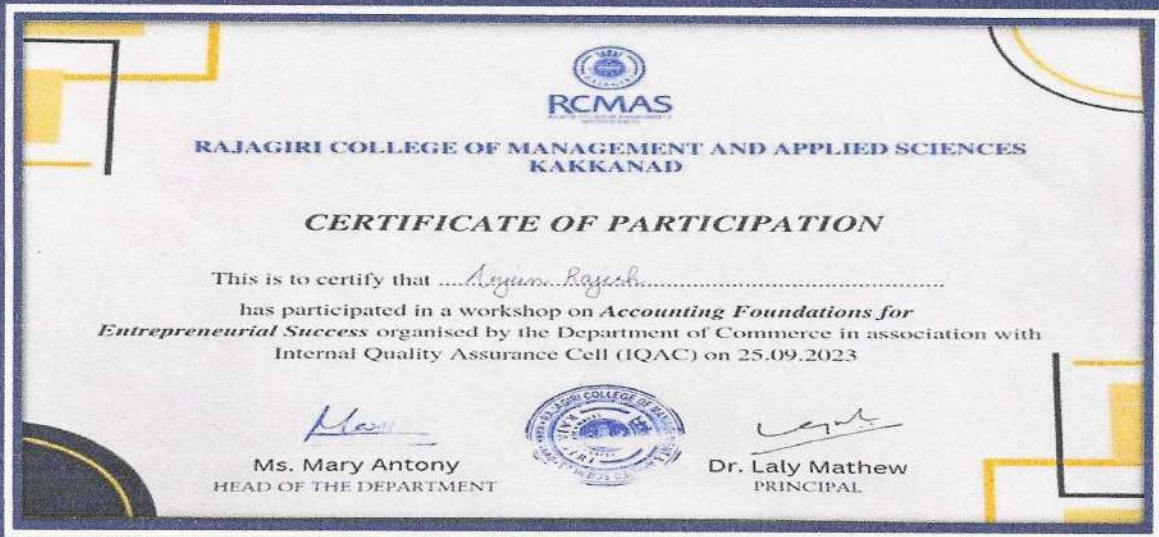 RCMAS
RAJAGIRI COLLEGE OF MANAGEMENT AND APPLIED SCIENCES
KAKKANAD
CERTIFICATE OF PARTICIPATION
This is to certify that ....Arjun Rajesh....
has participated in a workshop on Accounting Foundations for
Entrepreneurial Success organised by the Department of Commerce in association with
Internal Quality Assurance Cell (IQAC) on 25.09.2023
RAJAGIRI COLLEGE OF
Ms. Mary Antony
HEAD OF THE DEPARTMENT
Dr. Laly Mathew
PRINCIPAL